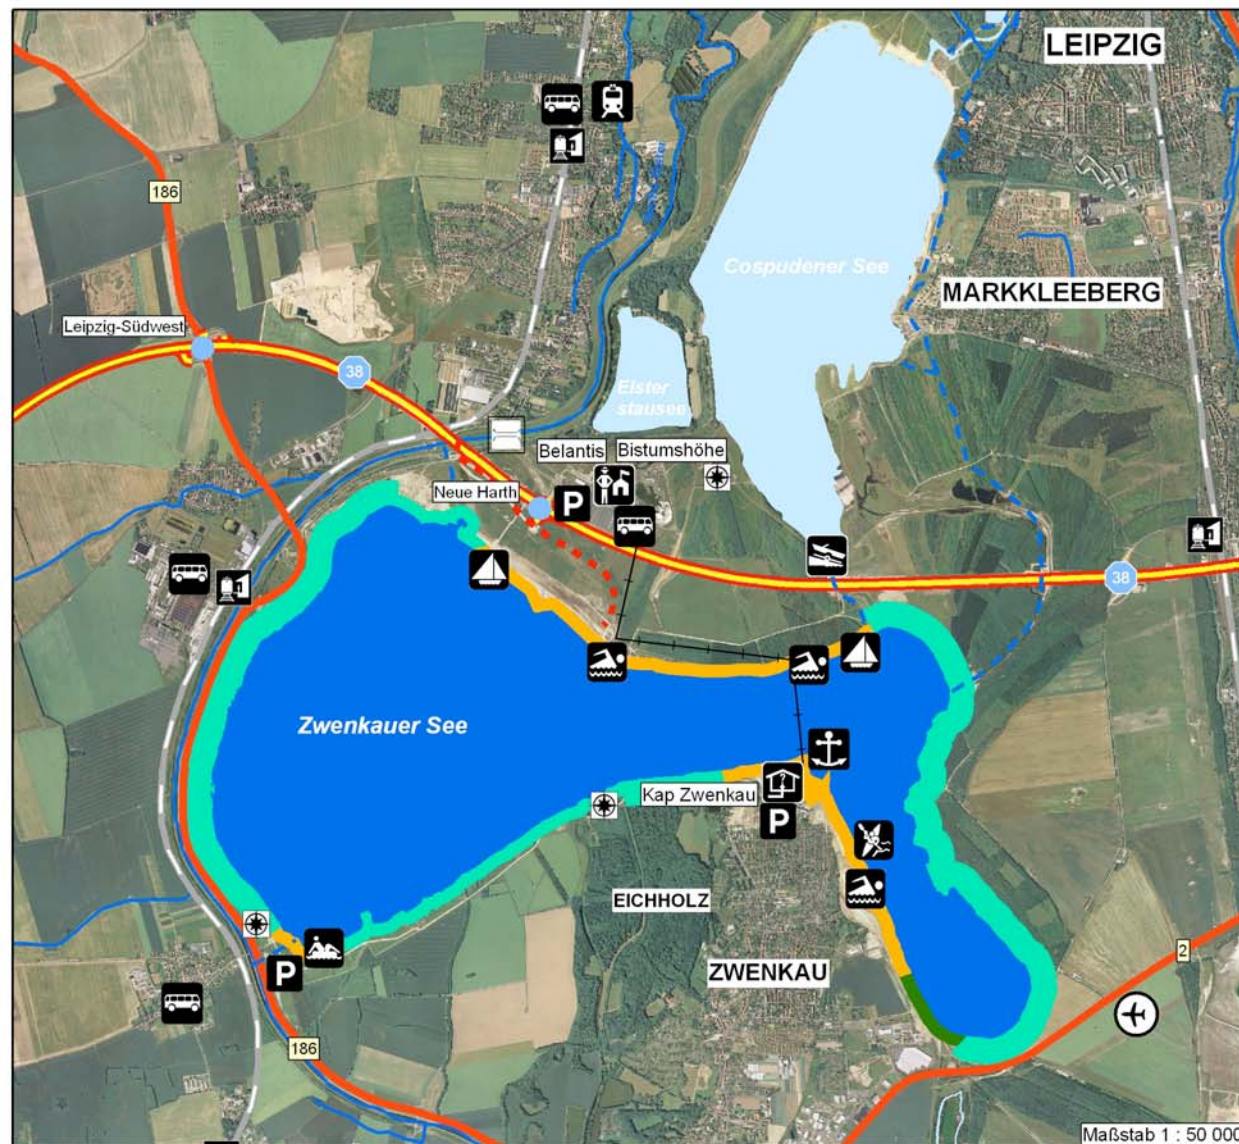 LEIPZIG
P
186
Cospudener See
MARKKLEEBERG
Leipzig-Südwest
38
Elster
stausee
Belantis
Bistumshöhe
Neue Harth
P
38
Zwenkauer See
Kap Zwenkau
P
EICHHOLZ
ZWENKAU
2
P
186
Maßstab 1 : 50 000